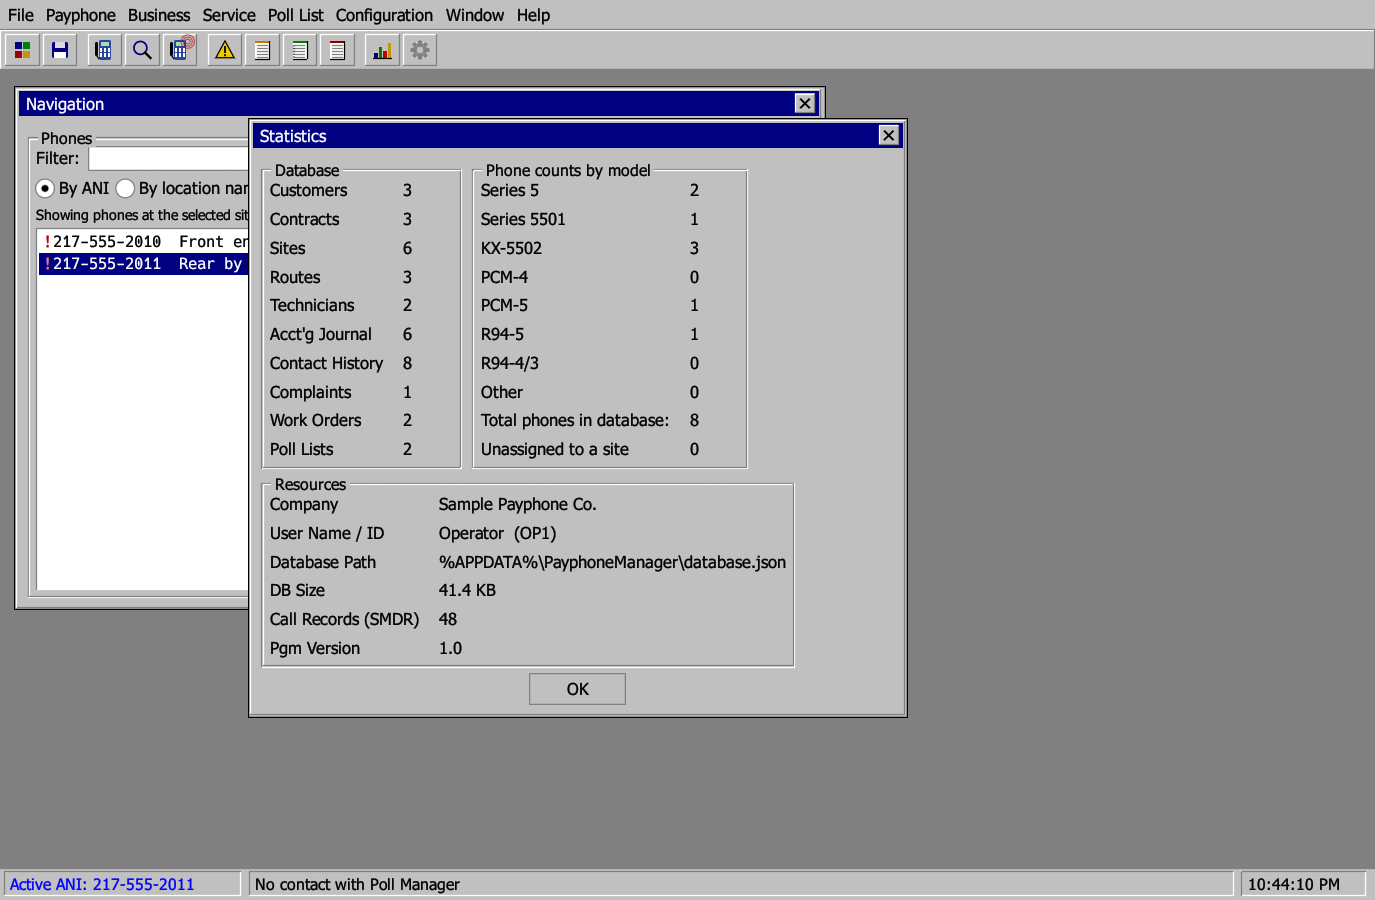 File Payphone Business Service Poll List Configuration Window Help
Navigation
Phones
Filter:
By ANI By location nar
Showing phones at the selected sit
!217-555-2010 Front en
!217-555-2011 Rear by
Statistics
Database
Customers 3
Contracts 3
Sites 6
Routes 3
Technicians 2
Acct'g Journal 6
Contact History 8
Complaints 1
Work Orders 2
Poll Lists 2
Phone counts by model
Series 5 2
Series 5501 1
KX-5502 3
PCM-4 0
PCM-5 1
R94-5 1
R94-4/3 0
Other 0
Total phones in database: 8
Unassigned to a site 0
Resources
Company Sample Payphone Co.
User Name / ID Operator (OP1)
Database Path %APPDATA%\PayphoneManager\database.json
DB Size 41.4 KB
Call Records (SMDR) 48
Pgm Version 1.0
OK
Active ANI: 217-555-2011
No contact with Poll Manager
10:44:10 PM